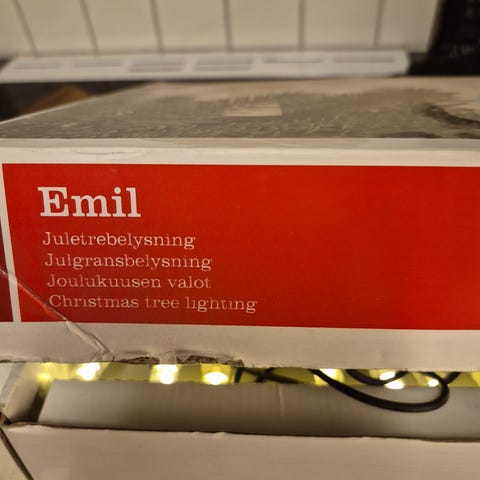 Emil
Juletrebelysning
Julgransbelysning
Joulukuusen valot
Christmas tree lighting